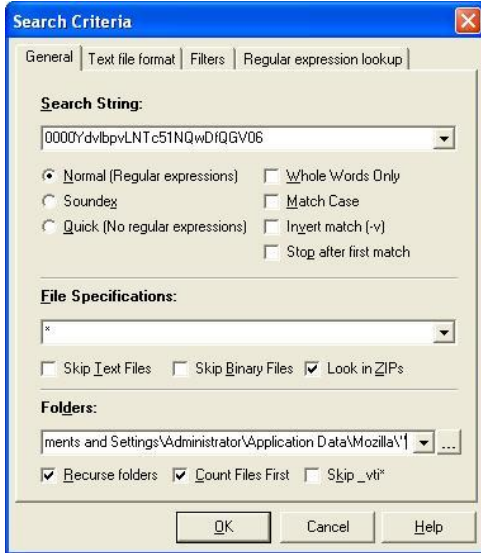 Search Criteria
General Text file format Filters Regular expression lookup
Search String:
0000YdvlbpvLNTc51NQwDfQGV06
Normal (Regular expressions) Whole Words Only
Soundex Match Case
Quick (No regular expressions) Invert match (-v)
Stop after first match
File Specifications:
*
Skip Text Files Skip Binary Files Look in ZIPs
Folders:
ments and Settings\Administrator\Application Data\Mozilla\"
...
Recurse folders Count Files First Skip _vti*
OK Cancel Help